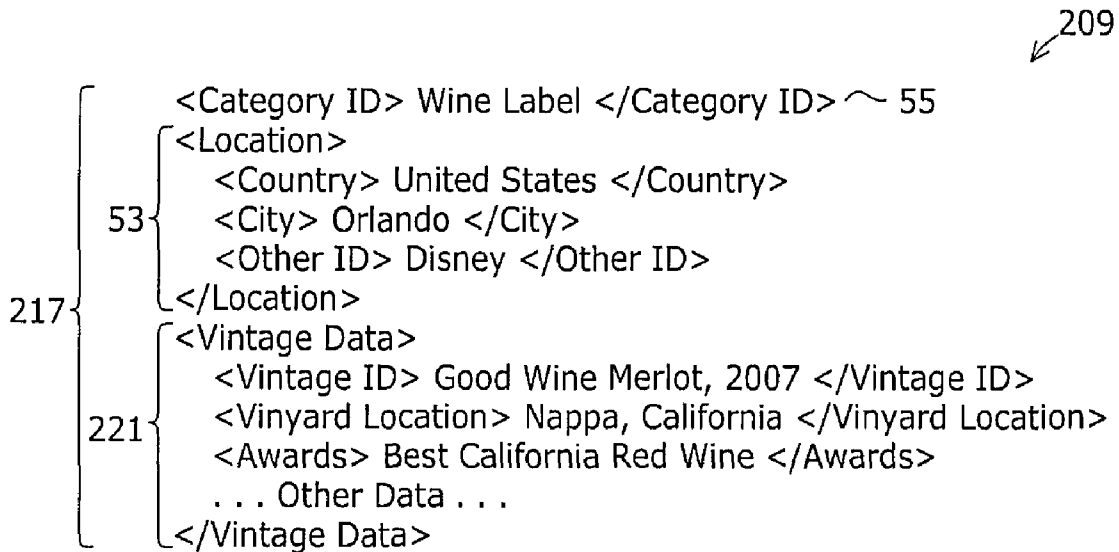 209
<Category ID> Wine Label </Category ID> 55
<Location>
<Country> United States </Country>
53
<City> Orlando </City>
<Other ID> Disney </Other ID>
217
</Location>
<Vintage Data>
<Vintage ID> Good Wine Merlot, 2007 </Vintage ID>
221
<Vinyard Location> Nappa, California </Vinyard Location>
<Awards> Best California Red Wine </Awards>
. . . Other Data . . .
</Vintage Data>